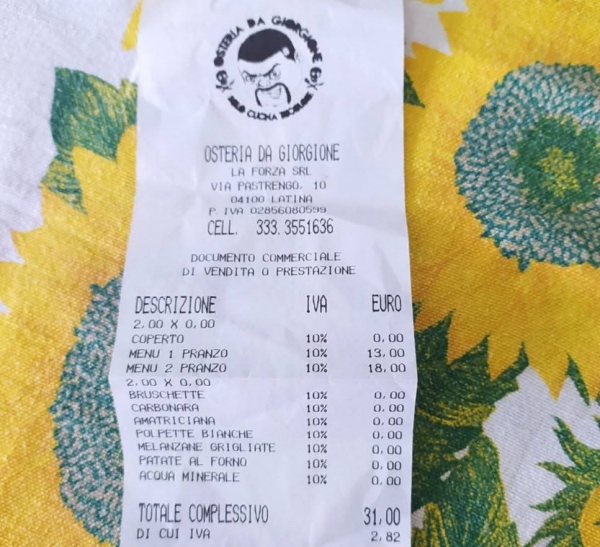 OSTERIA DA GIORGIONE
OSTERIA DA GIORGIONE
LA FORZA SRL
VIA PASTRENGO, 10
04100 LATINA
P. IVA 02856080599
CELL. 333.3551636
DOCUMENTO COMMERCIALE
DI VENDITA O PRESTAZIONE
DESCRIZIONE IVA EURO
2,00 X 0,00
COPERTO 10% 0,00
MENU 1 PRANZO 10% 13,00
MENU 2 PRANZO 10% 18,00
2,00 X 0,00
BRUSCHETTE 10% 0,00
CARBONARA 10% 0,00
AMATRICIANA 10% 0,00
POLPETTE BIANCHE 10% 0,00
MELANZANE GRIGLIATE 10% 0,00
PATATE AL FORNO 10% 0,00
ACQUA MINERALE 10% 0,00
TOTALE COMPLESSIVO 31,00
DI CUI IVA 2,82